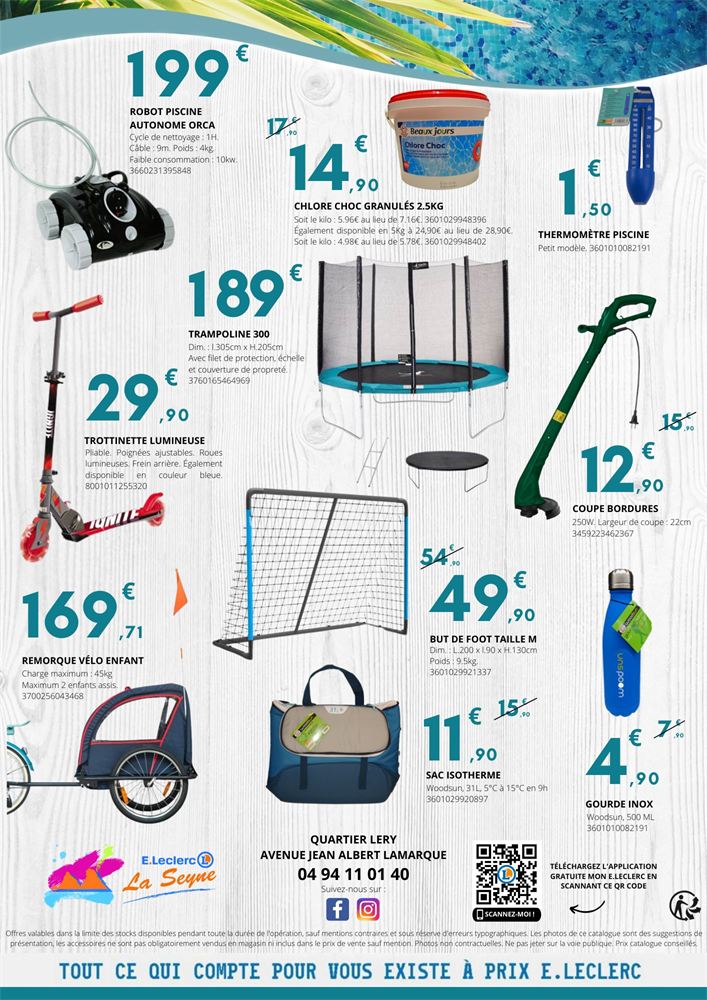 199€
ROBOT PISCINE
AUTONOME ORCA
Cycle de nettoyage : 1H.
Câble : 9m. Poids : 4kg.
Faible consommation : 10kw.
3660231395848
17€,90
14€,90
Beaux jours
Chlore Choc
CHLORE CHOC GRANULÉS 2.5KG
Soit le kilo : 5.96€ au lieu de 7.16€. 3601029948396
Également disponible en 5Kg à 24,90€ au lieu de 28,90€.
Soit le kilo : 4.98€ au lieu de 5.78€. 3601029948402
1€,50
THERMOMÈTRE PISCINE
Petit modèle. 3601010082191
189€
TRAMPOLINE 300
Dim. : l.305cm x H.205cm
Avec filet de protection, échelle
et couverture de propreté.
3760165464969
29€,90
TROTTINETTE LUMINEUSE
Pliable. Poignées ajustables. Roues
lumineuses. Frein arrière. Également
disponible en couleur bleue.
8001011255320
IGNITE
15€,90
12€,90
COUPE BORDURES
250W. Largeur de coupe : 22cm
3459223462367
54€,90
49€,90
BUT DE FOOT TAILLE M
Dim. : L.200 x l.90 x H.130cm
Poids : 9.5kg.
3601029921337
169€,71
REMORQUE VÉLO ENFANT
Charge maximum : 45kg
Maximum 2 enfants assis.
3700256043468
15€,90
11€,90
SAC ISOTHERME
Woodsun, 31L, 5°C à 15°C en 9h
3601029920897
woodsun
7€,90
4€,90
GOURDE INOX
Woodsun, 500 ML
3601010082191
E.Leclerc L
La Seyne
QUARTIER LERY
AVENUE JEAN ALBERT LAMARQUE
04 94 11 01 40
Suivez-nous sur :
SCANNEZ-MOI !
TÉLÉCHARGEZ L'APPLICATION
GRATUITE MON E.LECLERC EN
SCANNANT CE QR CODE
Offres valables dans la limite des stocks disponibles pendant toute la durée de l'opération, sauf mentions contraires et sous réserve d'erreurs typographiques. Les photos de ce catalogue sont des suggestions de
présentation, les accessoires ne sont pas obligatoirement vendus en magasin ni inclus dans le prix de vente sauf mention. Photos non contractuelles. Ne pas jeter sur la voie publique. Prix catalogue conseillés.
TOUT CE QUI COMPTE POUR VOUS EXISTE À PRIX E.LECLERC